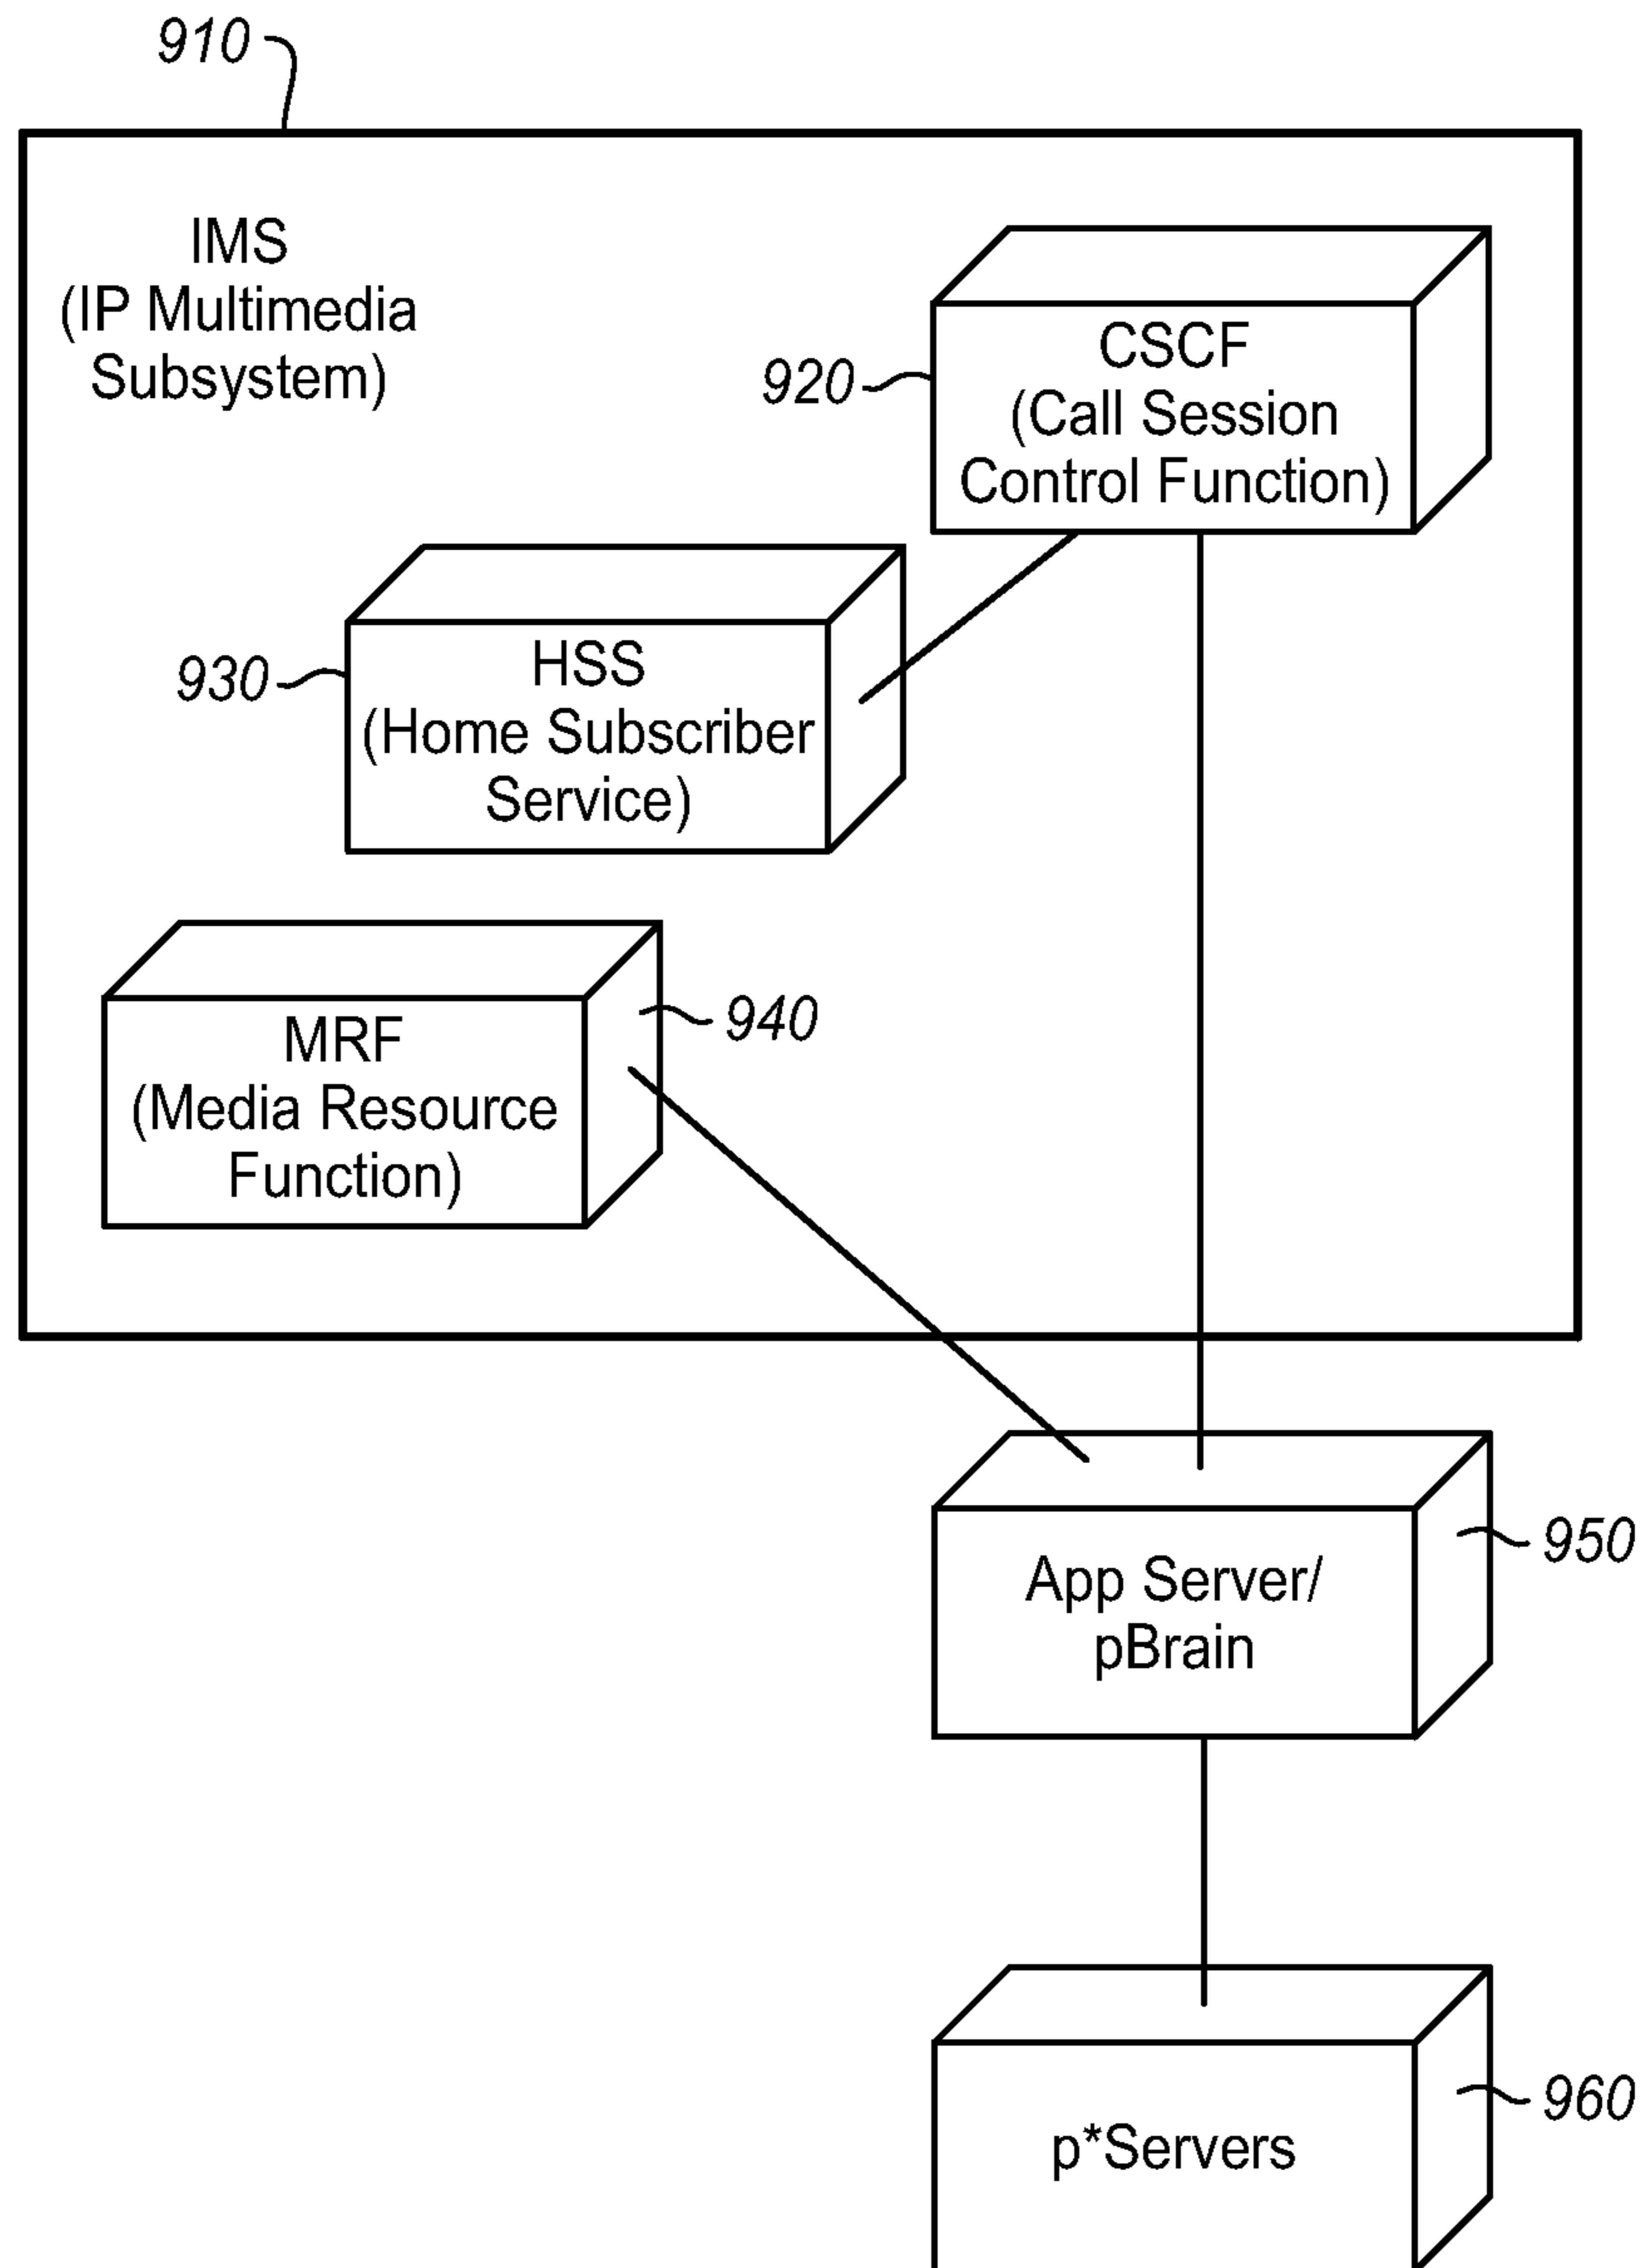 910
IMS
(IP Multimedia
Subsystem)
920
CSCF
(Call Session
Control Function)
930
HSS
(Home Subscriber
Service)
MRF
(Media Resource
Function)
940
App Server/
pBrain
950
p*Servers
960